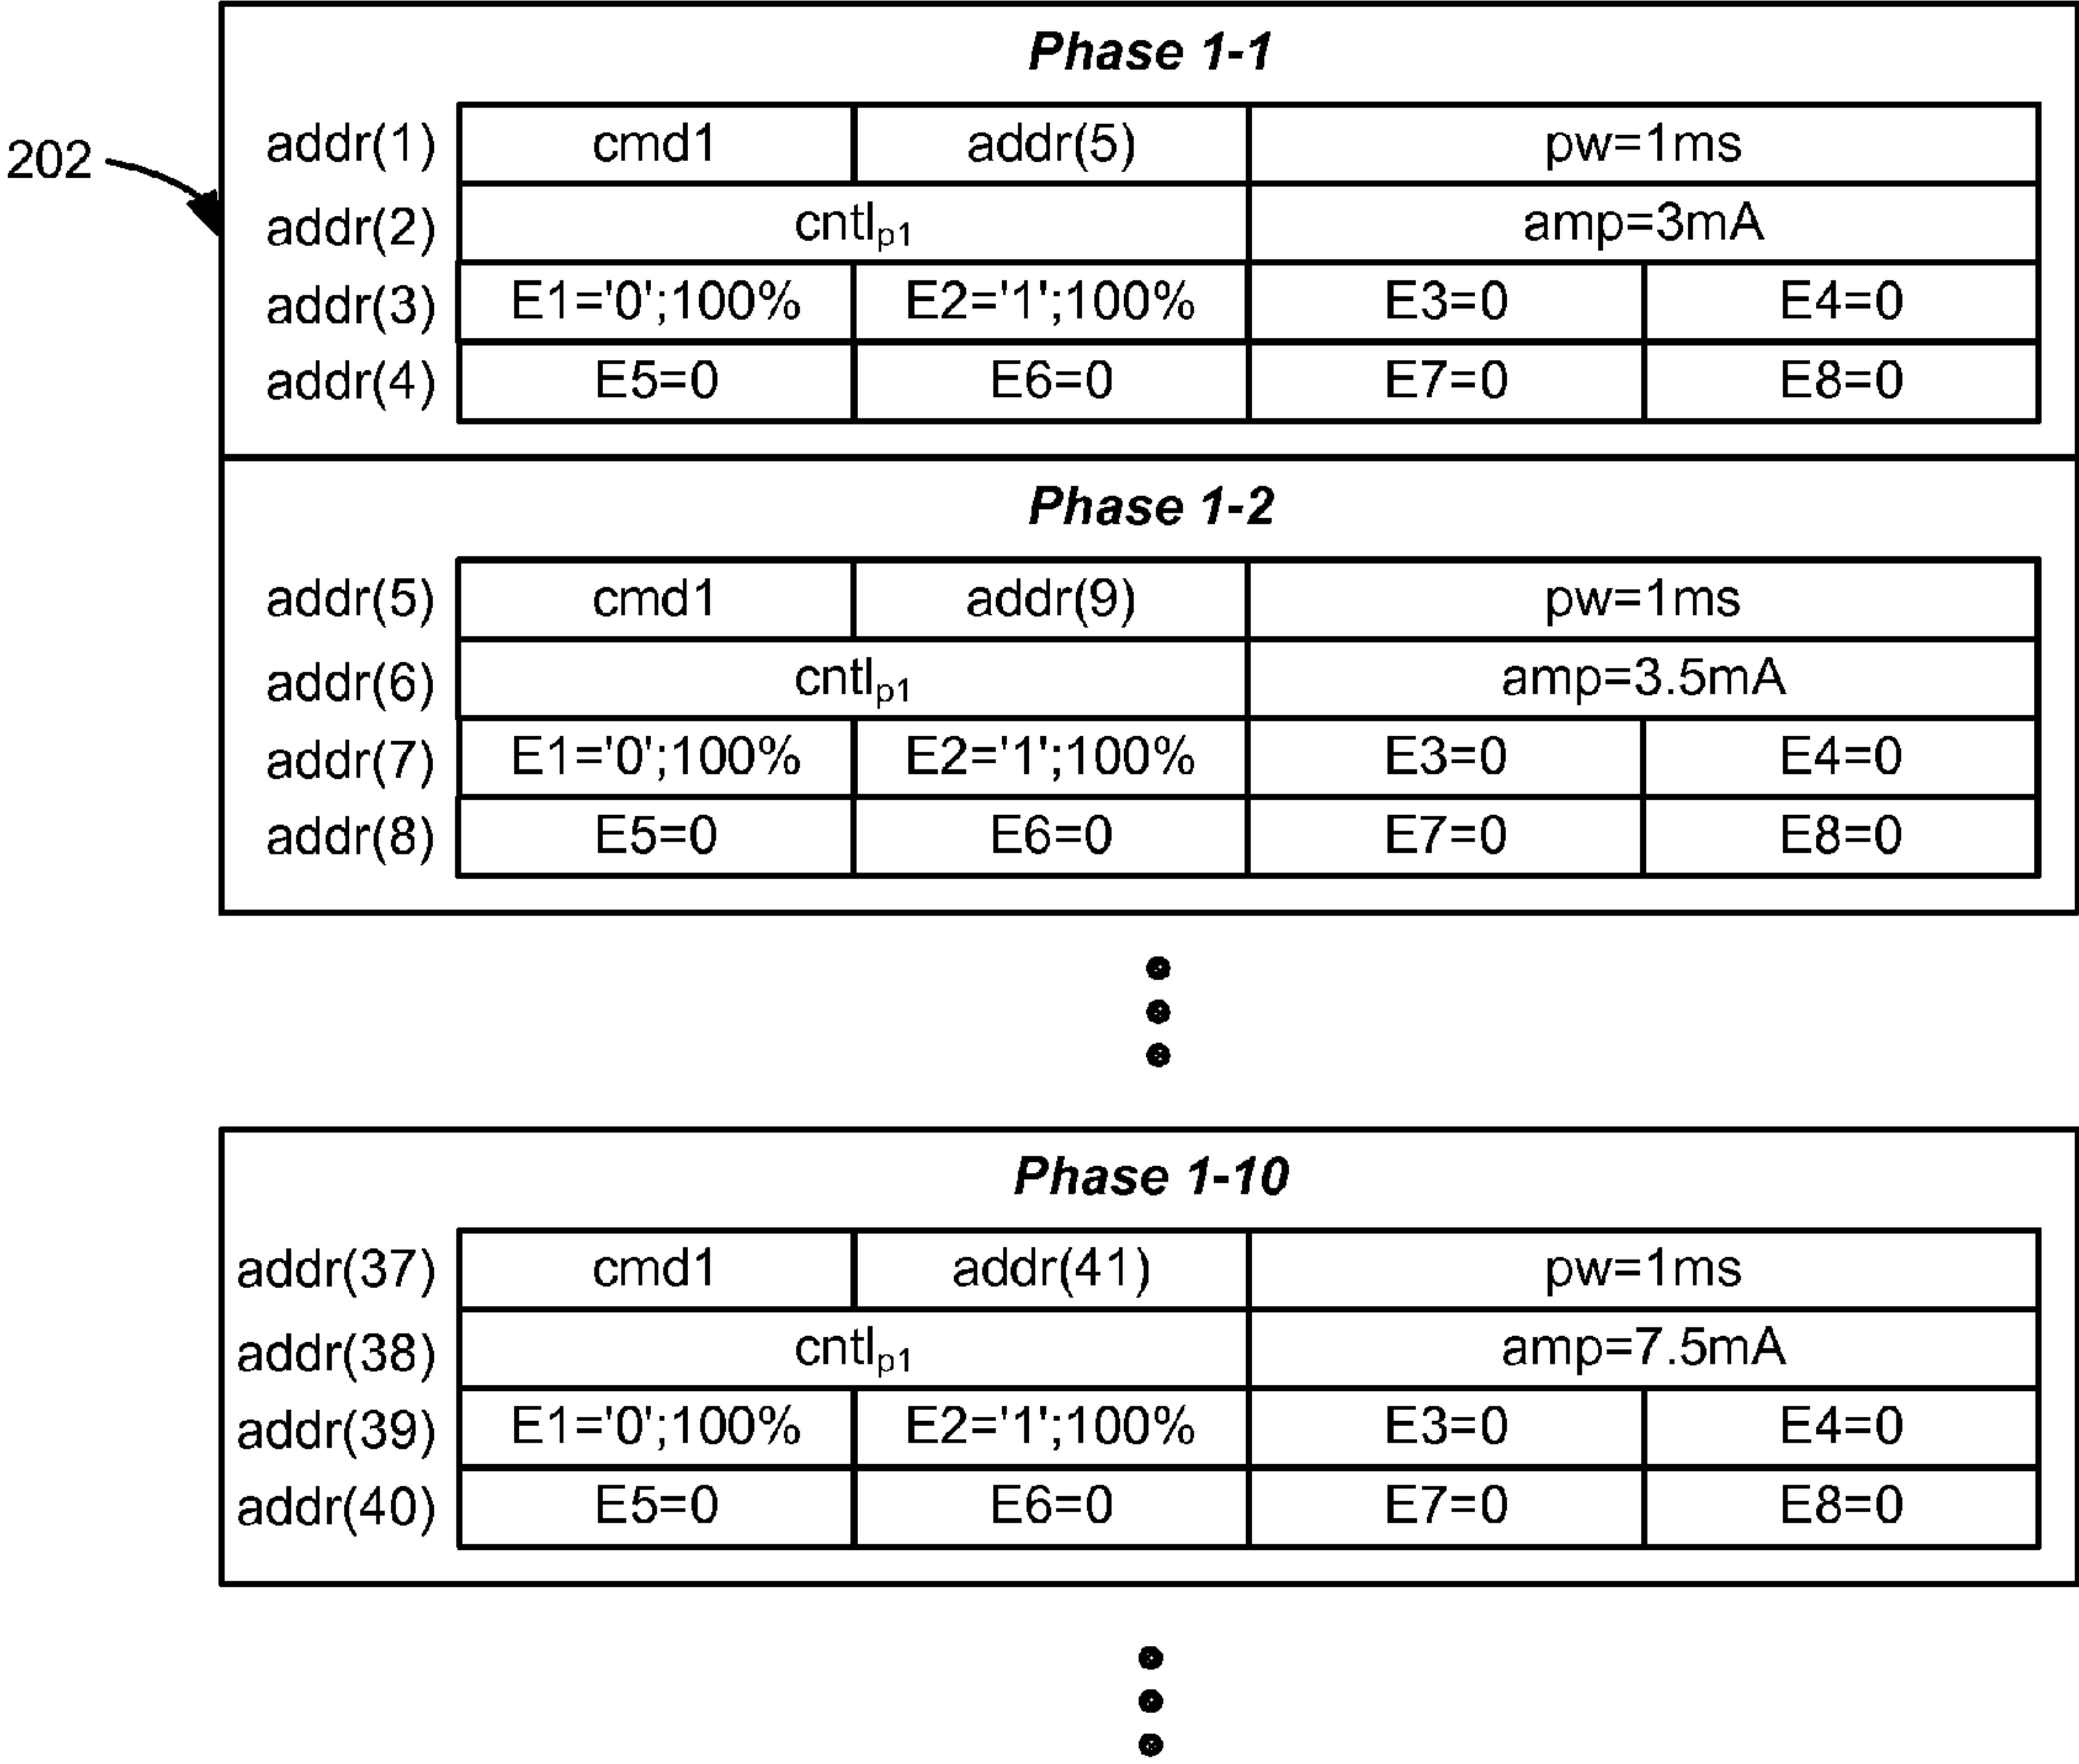 Phase 1-1
202
addr(1) cmd1 addr(5) pw=1ms
addr(2) cntlp1 amp=3mA
addr(3) E1='0';100% E2='1';100% E3=0 E4=0
addr(4) E5=0 E6=0 E7=0 E8=0
Phase 1-2
addr(5) cmd1 addr(9) pw=1ms
addr(6) cntlp1 amp=3.5mA
addr(7) E1='0';100% E2='1';100% E3=0 E4=0
addr(8) E5=0 E6=0 E7=0 E8=0
Phase 1-10
addr(37) cmd1 addr(41) pw=1ms
addr(38) cntlp1 amp=7.5mA
addr(39) E1='0';100% E2='1';100% E3=0 E4=0
addr(40) E5=0 E6=0 E7=0 E8=0